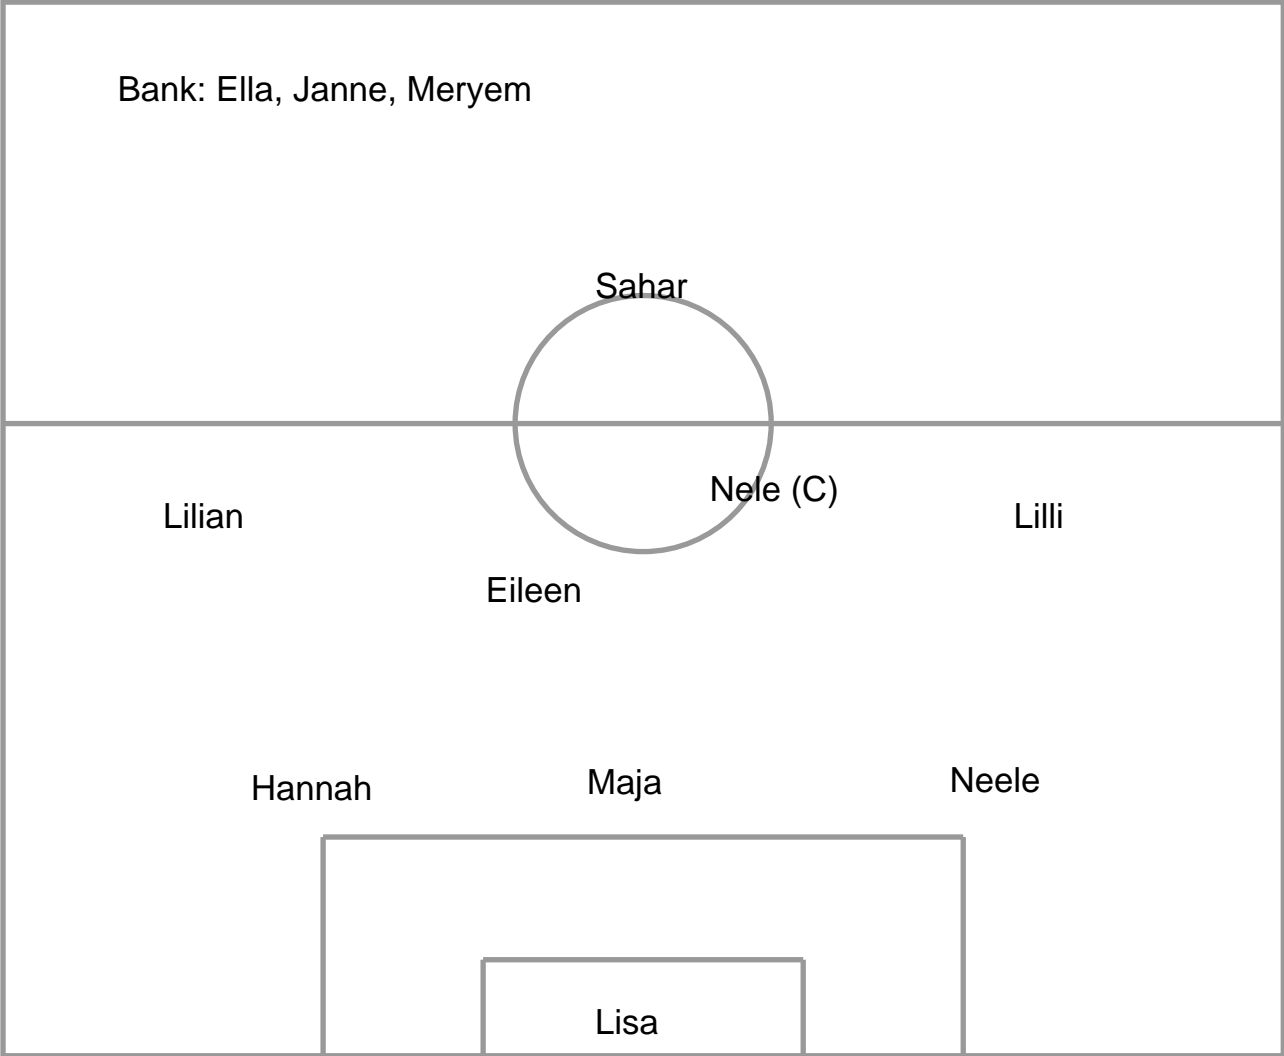 Bank: Ella, Janne, Meryem
Sahar
Nele (C)
Lilian
Lilli
Eileen
Hannah
Maja
Neele
Lisa